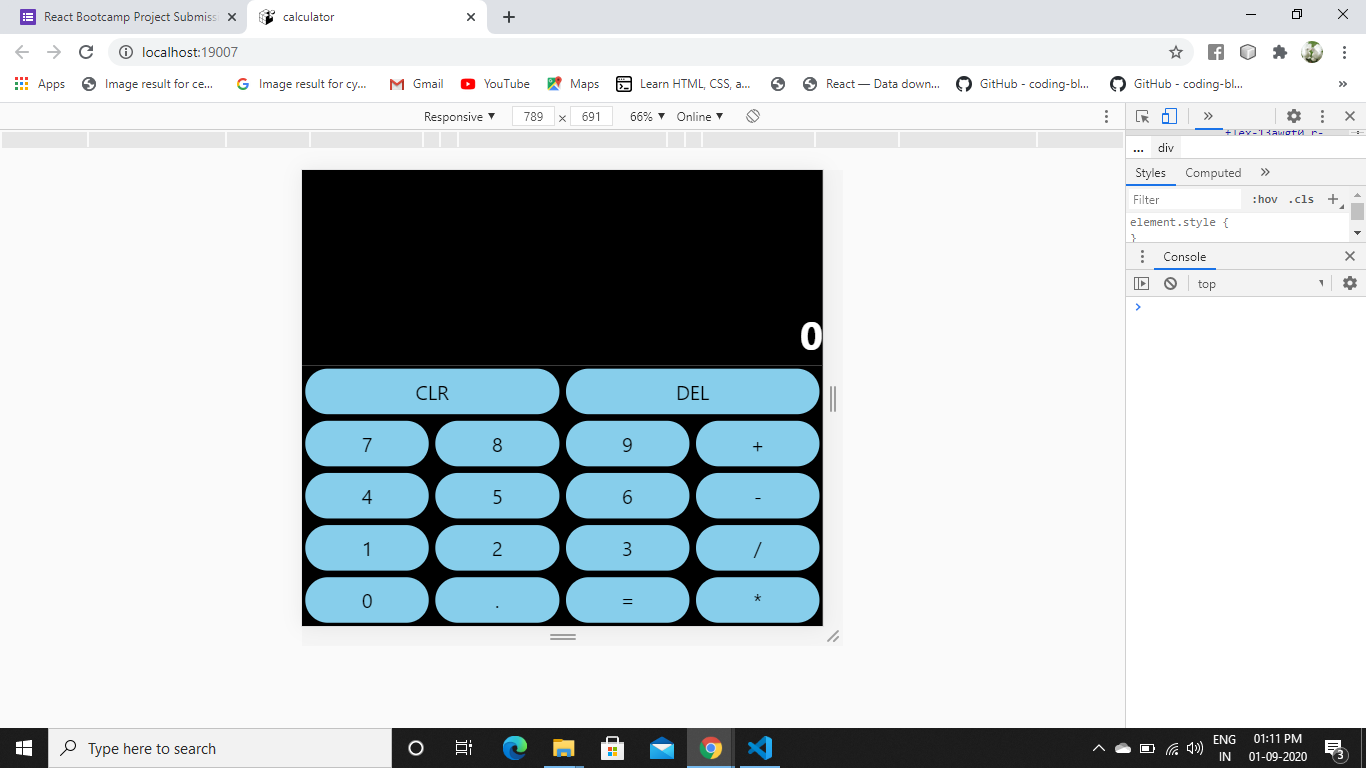 React Bootcamp Project Submiss
calculator
localhost:19007
Apps
Image result for ce...
Image result for cy...
Gmail
YouTube
Maps
Learn HTML, CSS, a...
React — Data down...
GitHub - coding-bl...
GitHub - coding-bl...
»
Responsive ▼ 789 x 691 66% ▼ Online ▼
»
... div
Styles Computed »
Filter :hov .cls +
element.style {
}
Console
top
0
CLR DEL
7 8 9 +
4 5 6 -
1 2 3 /
0 . = *
Type here to search
ENG
IN
01:11 PM
01-09-2020
3